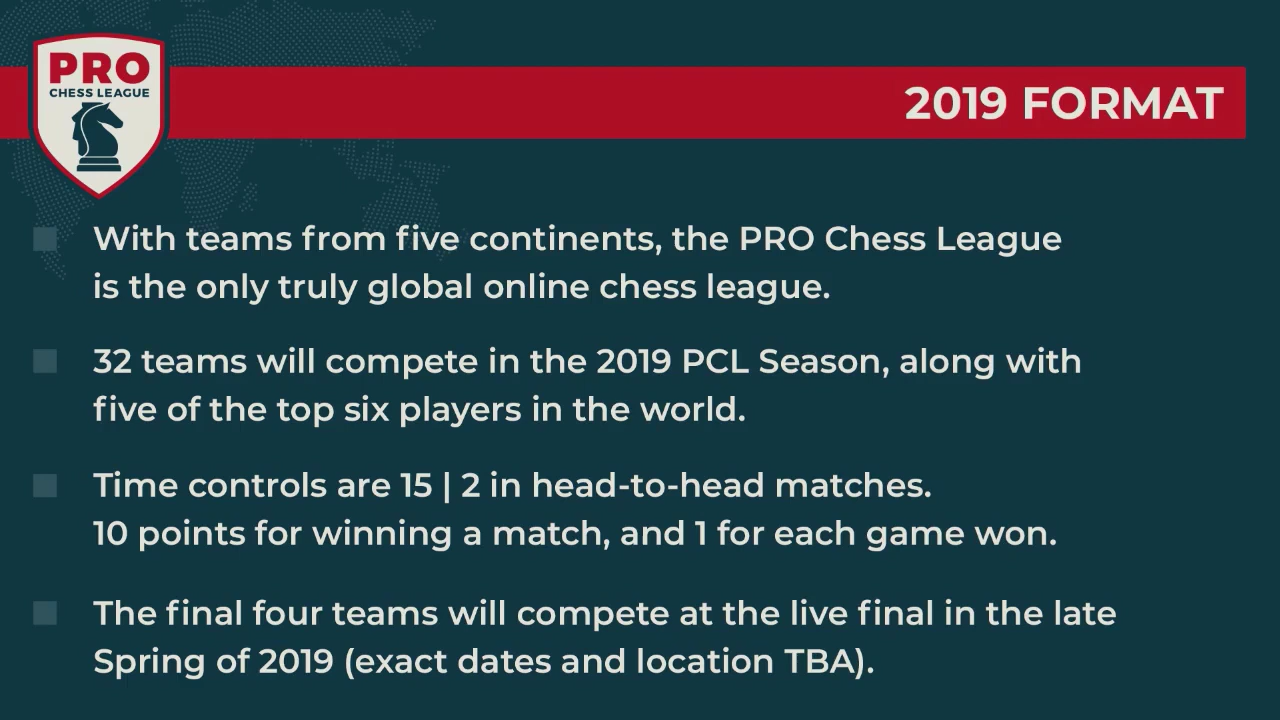 PRO
CHESS LEAGUE
2019 FORMAT
With teams from five continents, the PRO Chess League
is the only truly global online chess league.
32 teams will compete in the 2019 PCL Season, along with
five of the top six players in the world.
Time controls are 15 | 2 in head-to-head matches.
10 points for winning a match, and 1 for each game won.
The final four teams will compete at the live final in the late
Spring of 2019 (exact dates and location TBA).